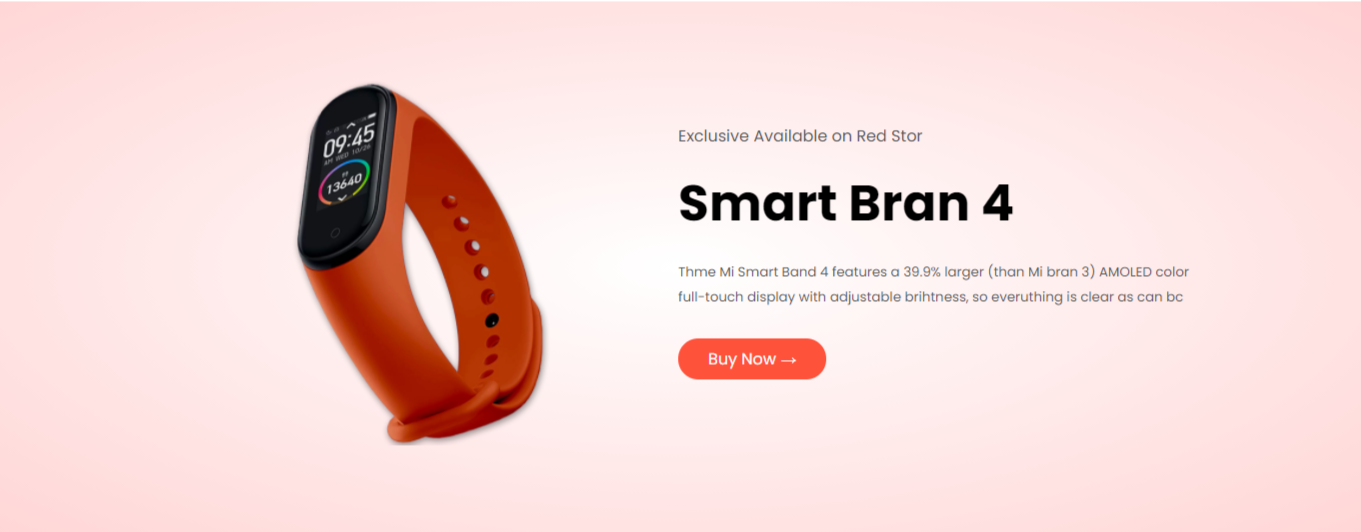 09:45
AM WED 10/26
13640
Exclusive Available on Red Stor
Smart Bran 4
Thme Mi Smart Band 4 features a 39.9% larger (than Mi bran 3) AMOLED color
full-touch display with adjustable brihtness, so everuthing is clear as can bc
Buy Now →